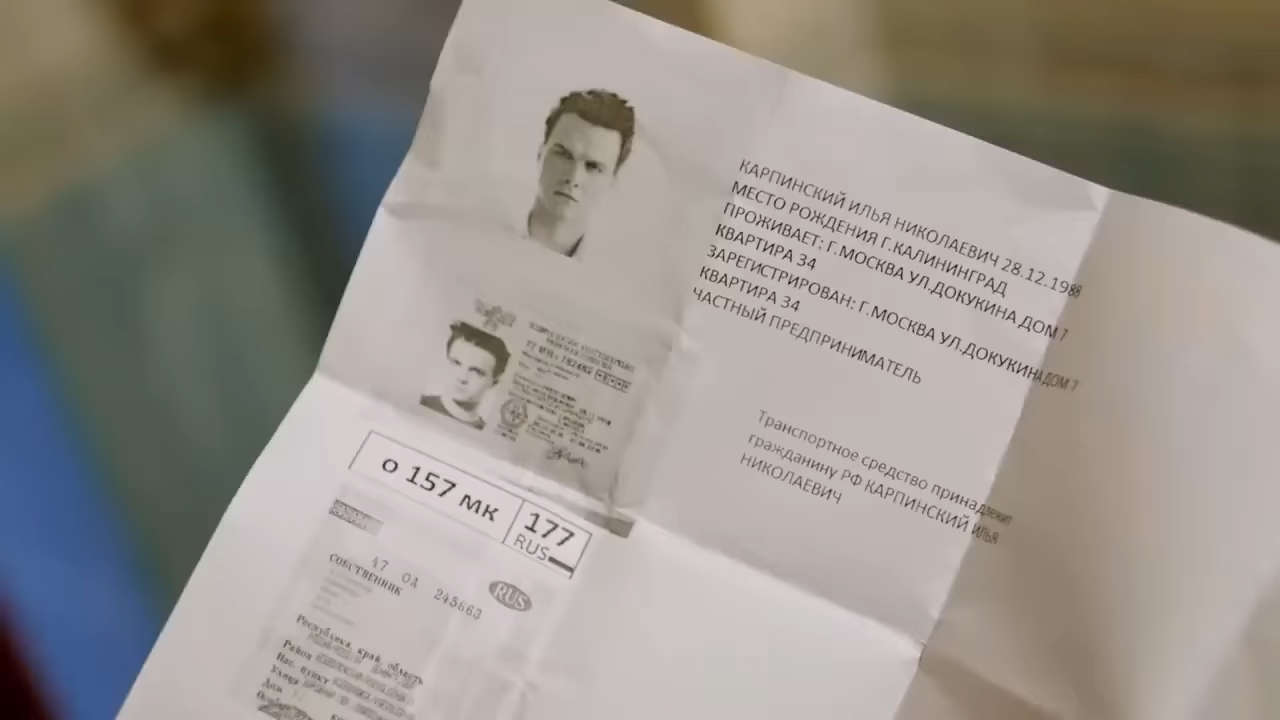 КАРПИНСКИЙ ИЛЬЯ НИКОЛАЕВИЧ 28.12.1988
МЕСТО РОЖДЕНИЯ Г.КАЛИНИНГРАД
ПРОЖИВАЕТ: Г.МОСКВА УЛ.ДОКУКИНА ДОМ 7
КВАРТИРА 34
ЗАРЕГИСТРИРОВАН: Г.МОСКВА УЛ.ДОКУКИНА ДОМ 7
КВАРТИРА 34
ЧАСТНЫЙ ПРЕДПРИНИМАТЕЛЬ
Транспортное средство принадлежит
гражданину РФ КАРПИНСКИЙ ИЛЬЯ
НИКОЛАЕВИЧ
о 157 мк 177
RUS
47 ОА 245663
СОБСТВЕННИК
RUS
Республика, край, область
Район
Нас. пункт
Улица
Дом